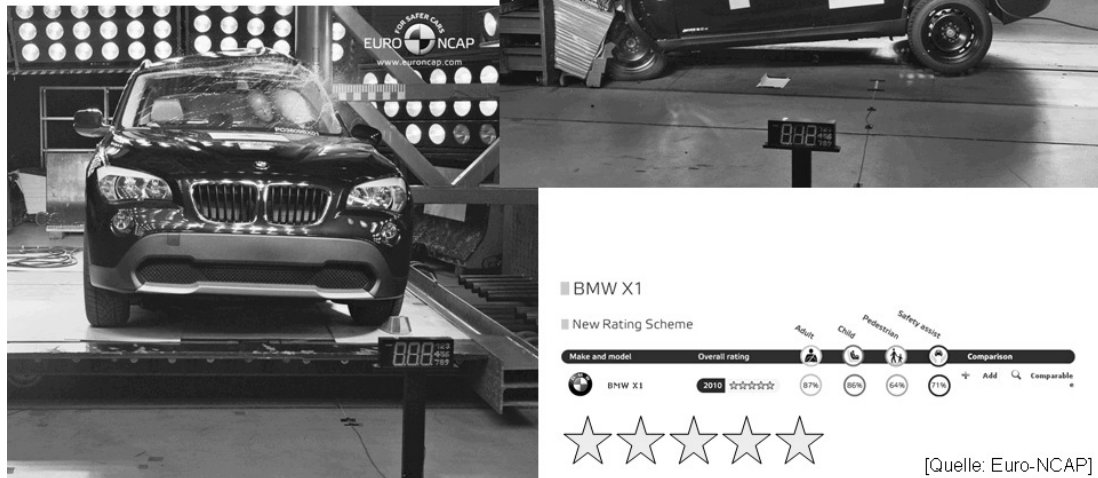 FOR SAFER CARS
EURO NCAP
www.euroncap.com
BMW X1
New Rating Scheme
Adult Child Pedestrian Safety assist
Make and model Overall rating Comparison
BMW X1 2010 87% 86% 64% 71% Add Comparable
e
[Quelle: Euro-NCAP]